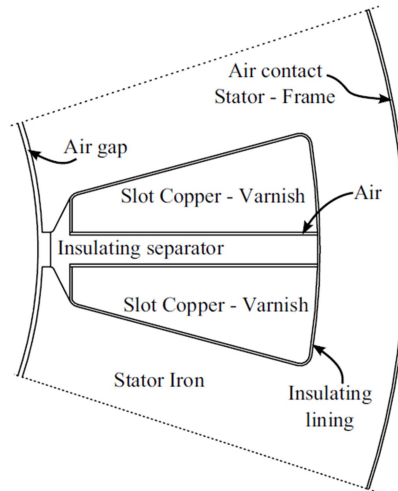 Air contact
Stator - Frame
Air gap
Slot Copper - Varnish
Air
Insulating separator
Slot Copper - Varnish
Stator Iron
Insulating
lining